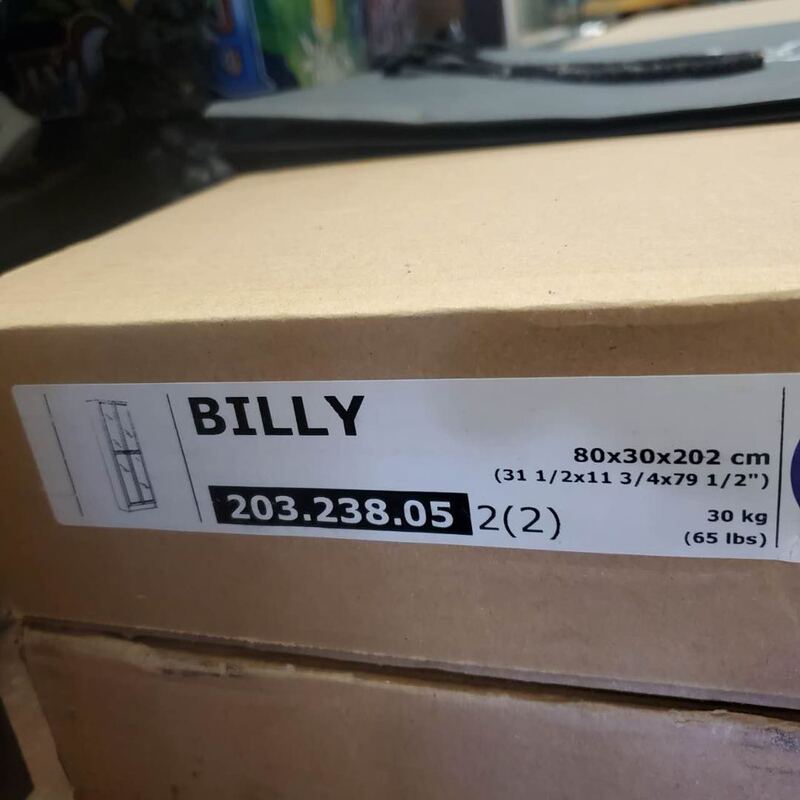 BILLY
80x30x202 cm
(31 1/2x11 3/4x79 1/2")
203.238.05 2(2)
30 kg
(65 lbs)